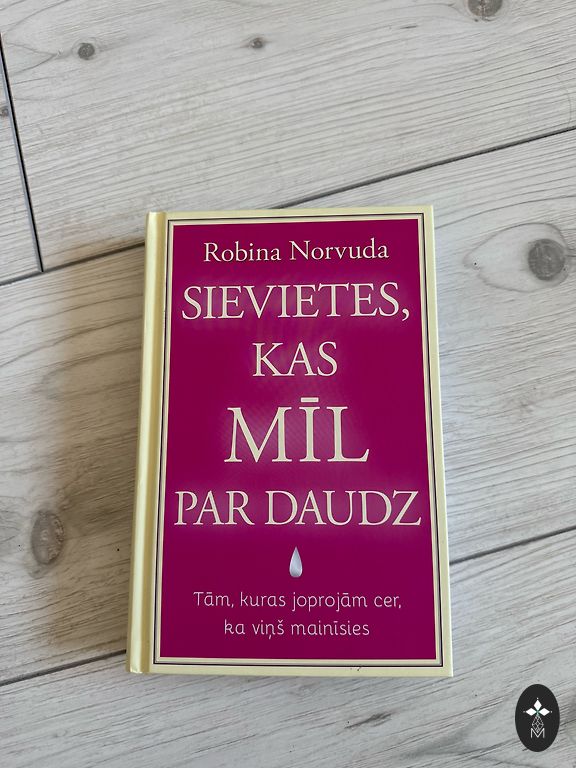 Robina Norvuda
SIEVIETES,
KAS
MĪL
PAR DAUDZ
Tām, kuras joprojām cer,
ka viņš mainīsies
M